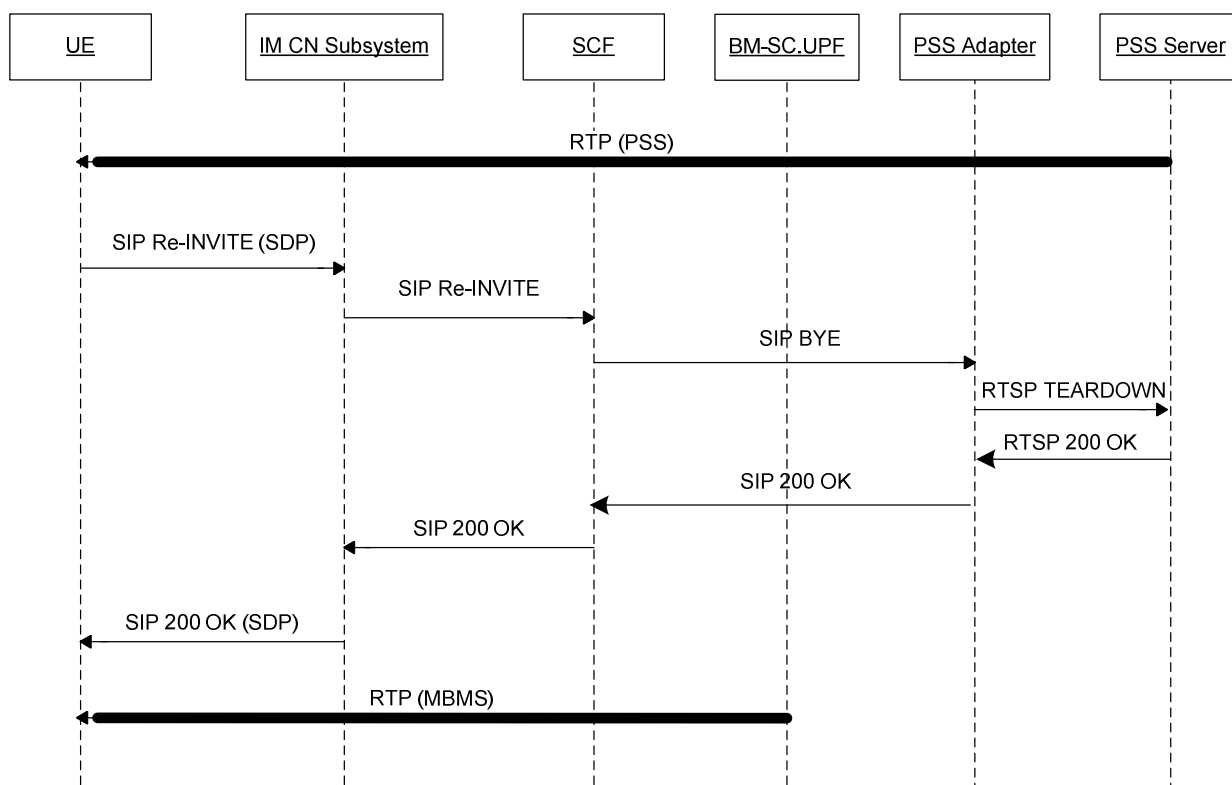 UE
IM CN Subsystem
SCF
BM-SC.UPF
PSS Adapter
PSS Server
RTP (PSS)
SIP Re-INVITE (SDP)
SIP Re-INVITE
SIP BYE
RTSP TEARDOWN
RTSP 200 OK
SIP 200 OK
SIP 200 OK
SIP 200 OK (SDP)
RTP (MBMS)